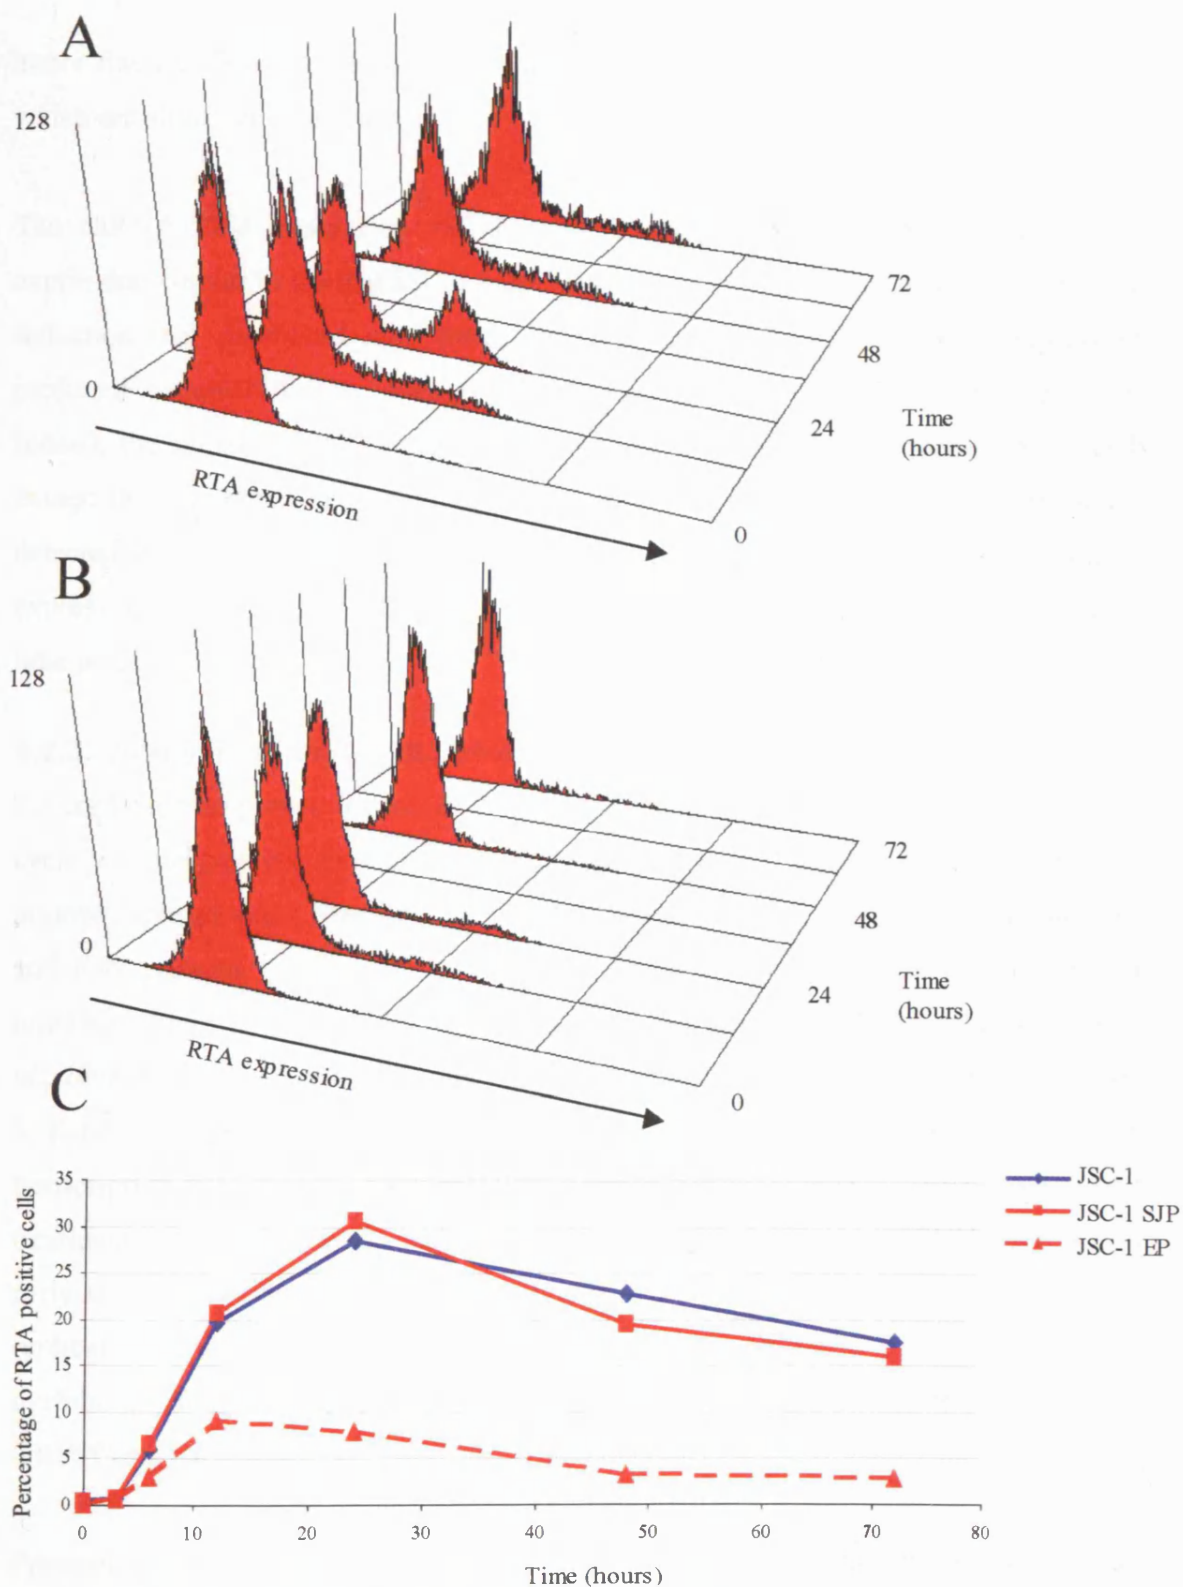 A
128
0
72
48
24
0
Time
(hours)
RTA expression
B
128
0
72
48
24
0
Time
(hours)
RTA expression
C
Percentage of RTA positive cells
35
30
25
20
15
10
5
0
0 10 20 30 40 50 60 70 80
Time (hours)
JSC-1
JSC-1 SJP
JSC-1 EP